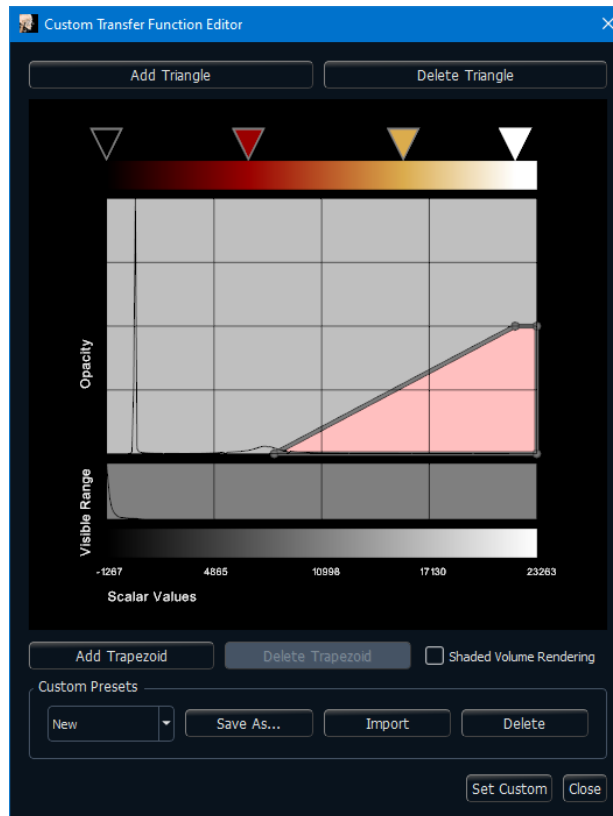 Custom Transfer Function Editor
Add Triangle Delete Triangle
Opacity
Visible Range
-1267 4865 10998 17130 23263
Scalar Values
Add Trapezoid Delete Trapezoid Shaded Volume Rendering
Custom Presets
New Save As... Import Delete
Set Custom Close